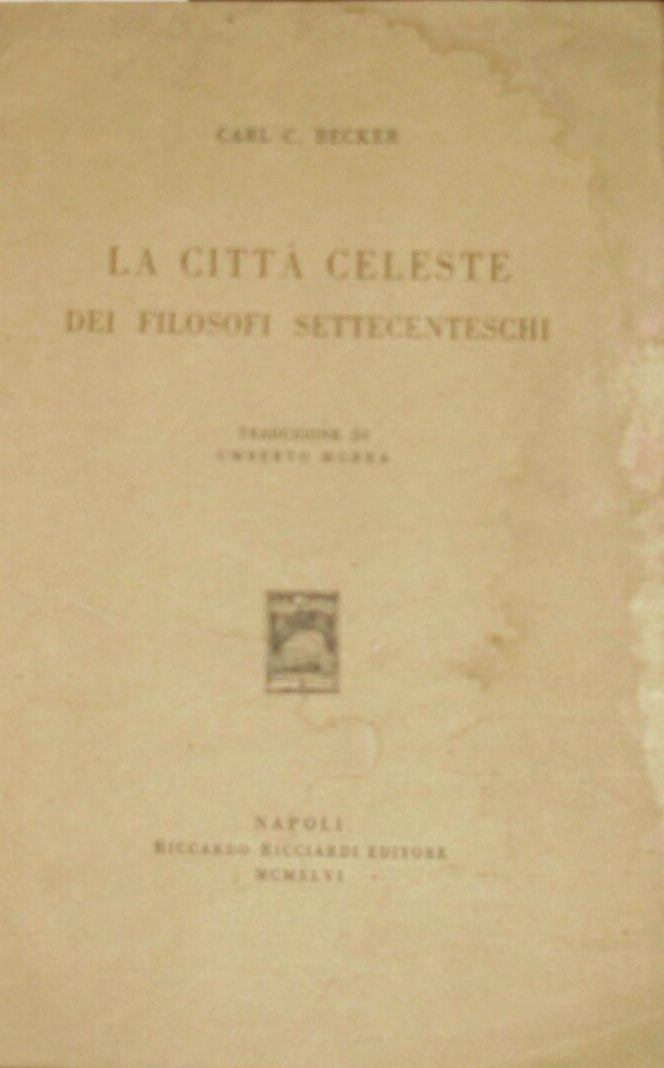 CARL C. BECKER
LA CITTÀ CELESTE
DEI FILOSOFI SETTECENTESCHI
TRADUZIONE DI
UMBERTO MORRA
NAPOLI
RICCARDO RICCIARDI EDITORE
MCMXLVI